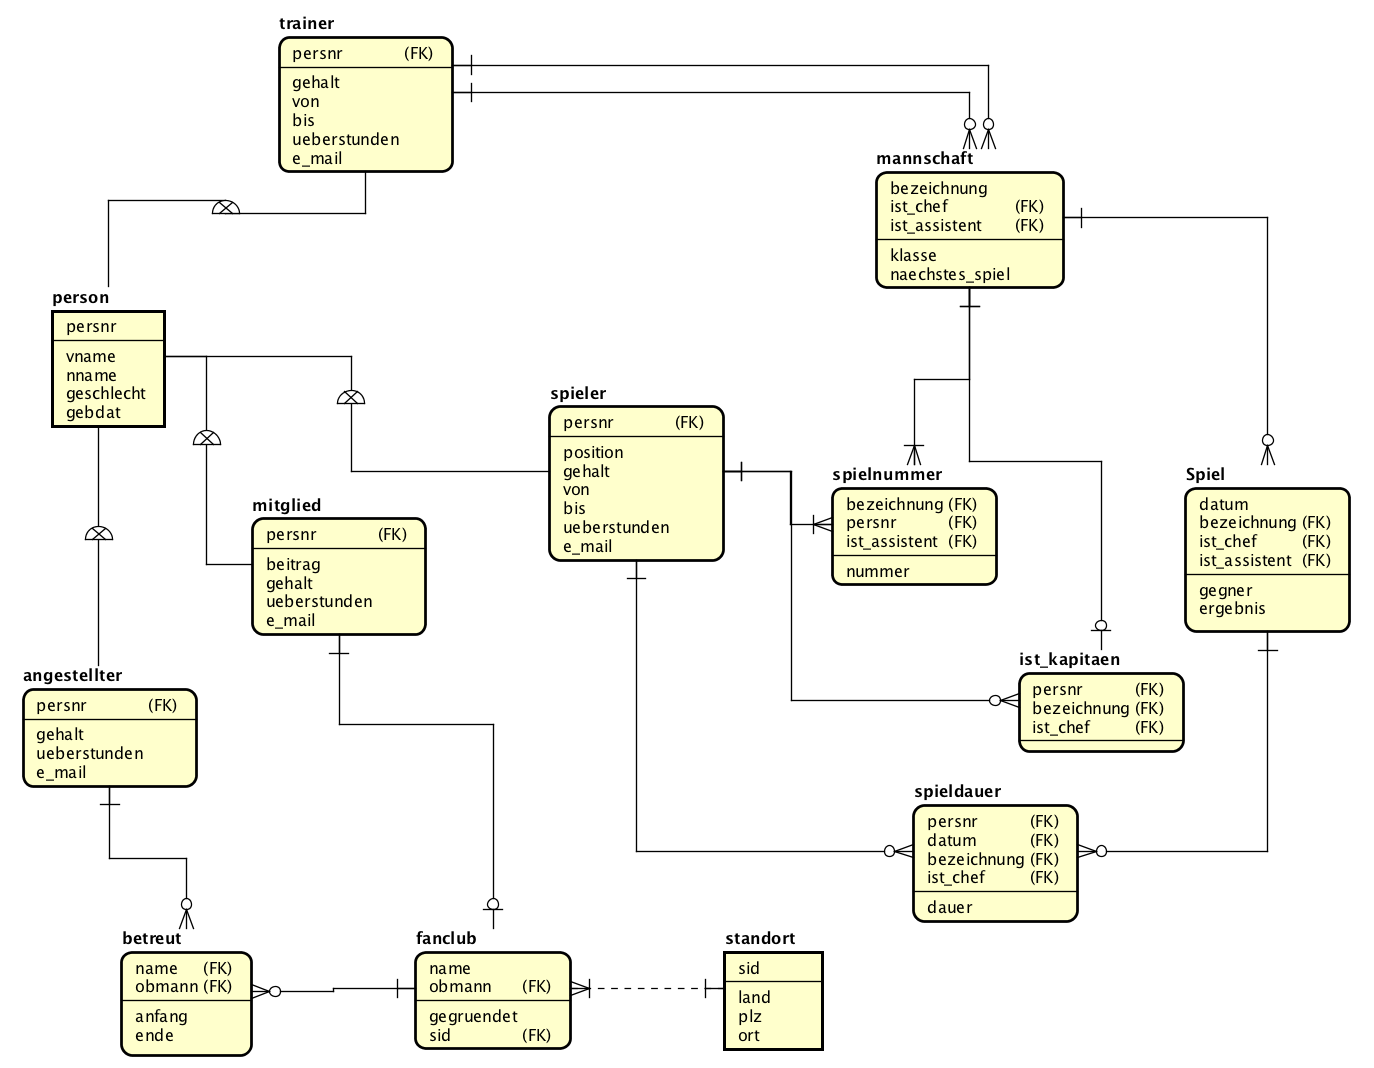 trainer
persnr (FK)
gehalt
von
bis
ueberstunden
e_mail
mannschaft
bezeichnung
ist_chef (FK)
ist_assistent (FK)
klasse
naechstes_spiel
person
persnr
vname
nname
geschlecht
gebdat
spieler
persnr (FK)
position
gehalt
von
bis
ueberstunden
e_mail
spielnummer
bezeichnung (FK)
persnr (FK)
ist_assistent (FK)
nummer
Spiel
datum
bezeichnung (FK)
ist_chef (FK)
ist_assistent (FK)
gegner
ergebnis
mitglied
persnr (FK)
beitrag
gehalt
ueberstunden
e_mail
angestellter
persnr (FK)
gehalt
ueberstunden
e_mail
ist_kapitaen
persnr (FK)
bezeichnung (FK)
ist_chef (FK)
spieldauer
persnr (FK)
datum (FK)
bezeichnung (FK)
ist_chef (FK)
dauer
betreut
name (FK)
obmann (FK)
anfang
ende
fanclub
name
obmann (FK)
gegruendet
sid (FK)
standort
sid
land
plz
ort